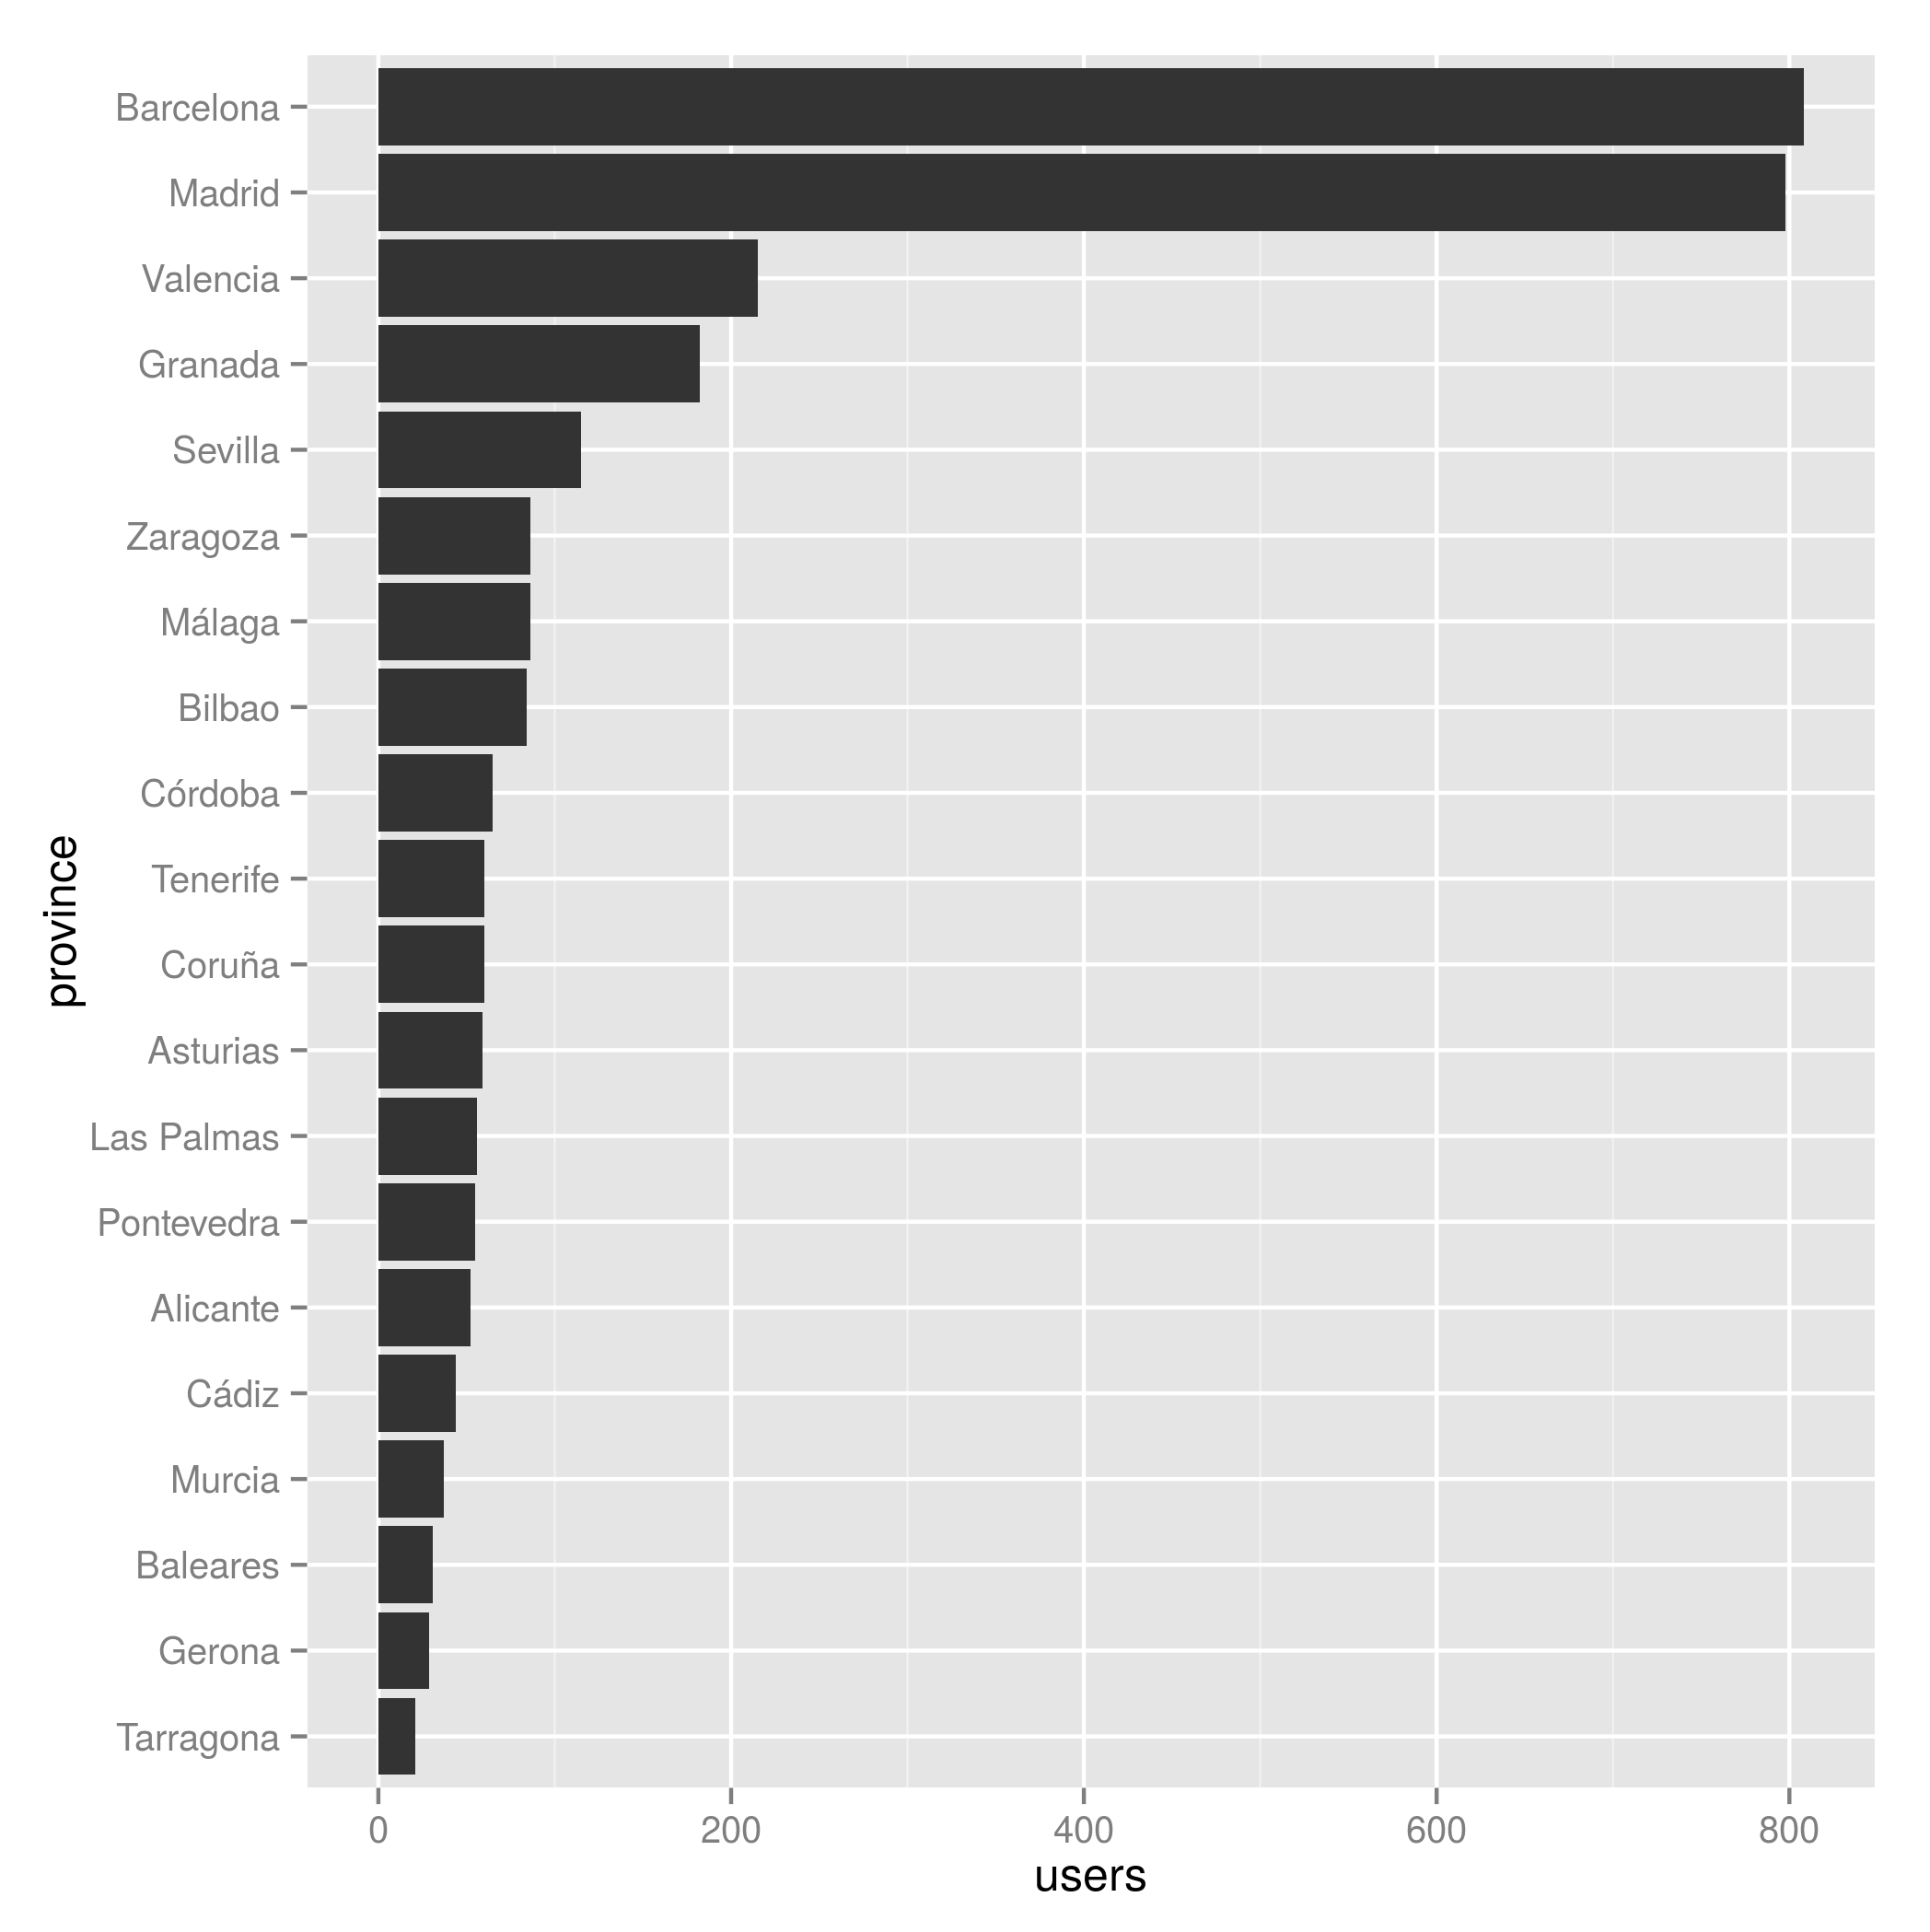 Barcelona
Madrid
Valencia
Granada
Sevilla
Zaragoza
Málaga
Bilbao
Córdoba
Tenerife
Coruña
Asturias
Las Palmas
Pontevedra
Alicante
Cádiz
Murcia
Baleares
Gerona
Tarragona
province
0 200 400 600 800
users